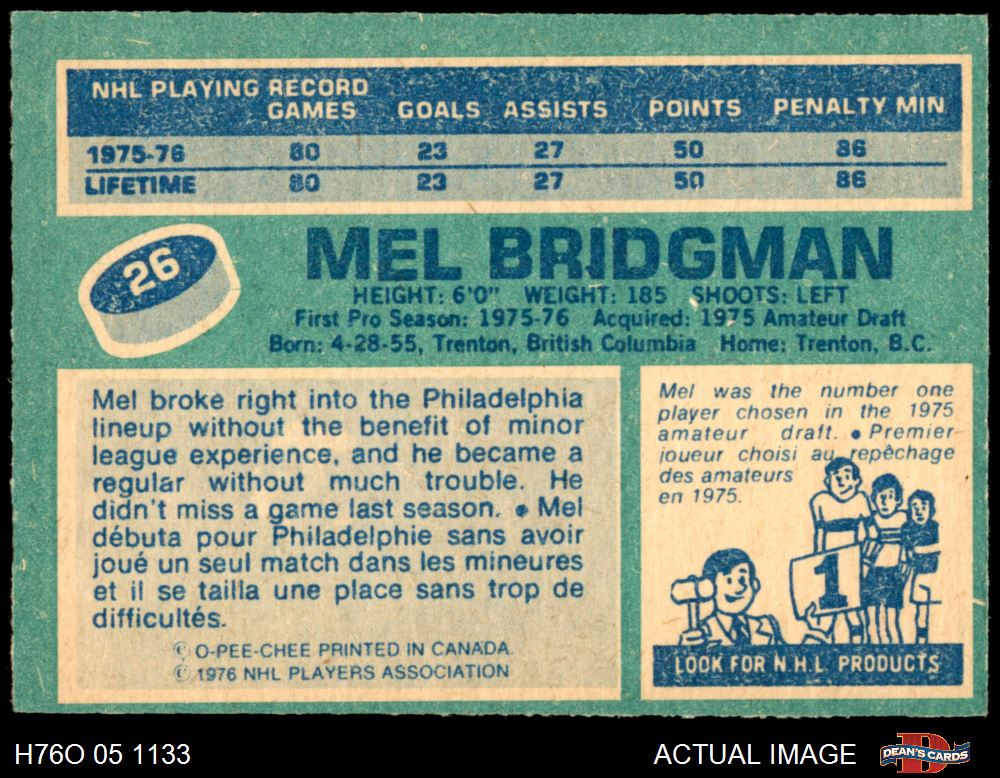 NHL PLAYING RECORD
GAMES GOALS ASSISTS POINTS PENALTY MIN
1975-76 80 23 27 50 86
LIFETIME 80 23 27 50 86
26
MEL BRIDGMAN
HEIGHT: 6'0" WEIGHT: 185 SHOOTS: LEFT
First Pro Season: 1975-76 Acquired: 1975 Amateur Draft
Born: 4-28-55, Trenton, British Columbia Home: Trenton, B.C.
Mel broke right into the Philadelphia
lineup without the benefit of minor
league experience, and he became a
regular without much trouble. He
didn't miss a game last season. • Mel
débuta pour Philadelphie sans avoir
joué un seul match dans les mineures
et il se tailla une place sans trop de
difficultés.
© O-PEE-CHEE PRINTED IN CANADA.
© 1976 NHL PLAYERS ASSOCIATION
Mel was the number one
player chosen in the 1975
amateur draft. • Premier
joueur choisi au repêchage
des amateurs
en 1975.
1
LOOK FOR N.H.L PRODUCTS
H76O 05 1133
ACTUAL IMAGE
DEAN'S CARDS